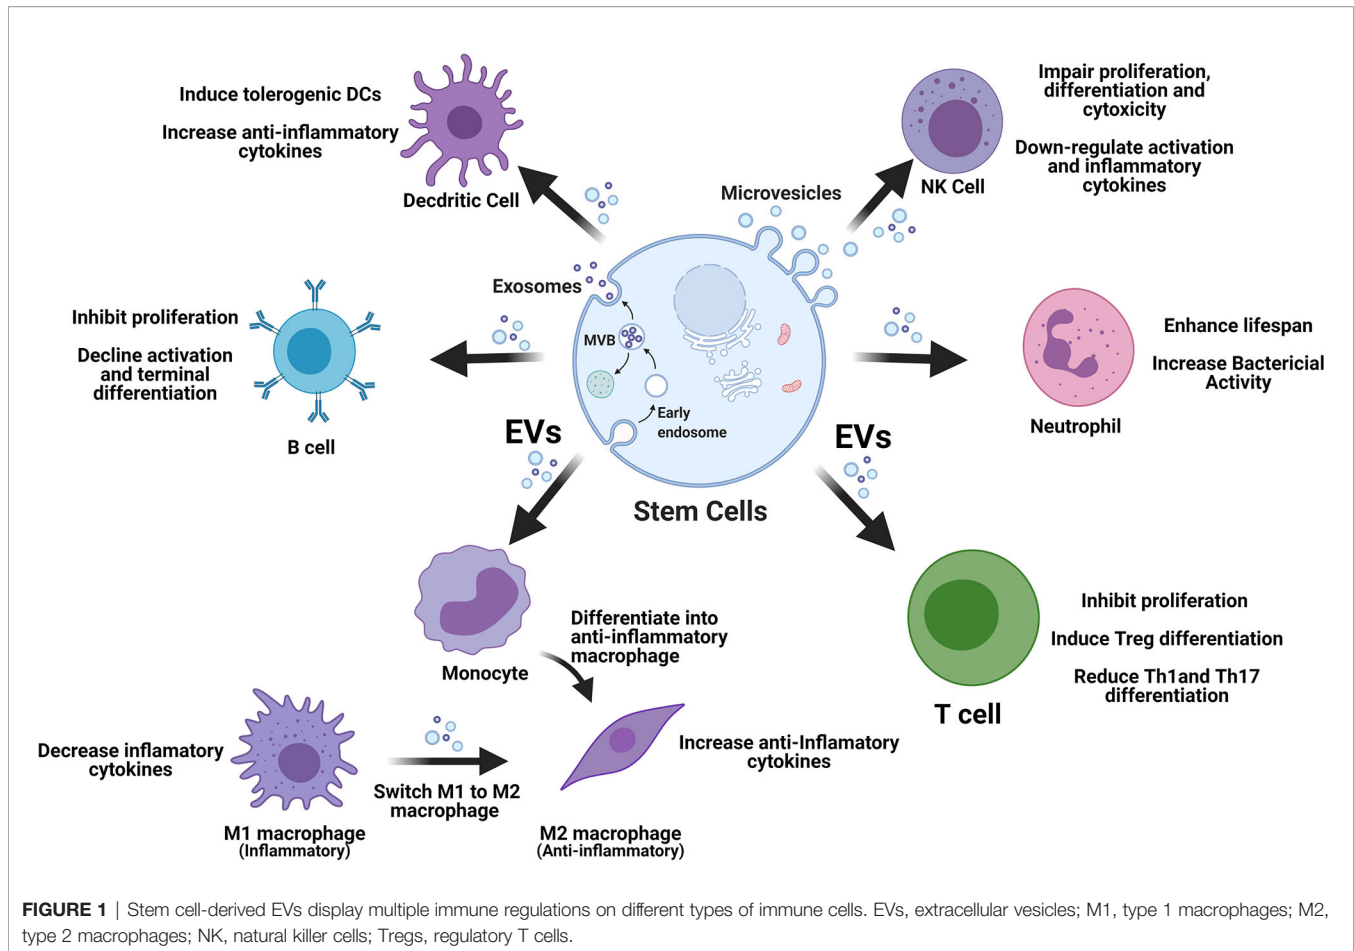 Induce tolerogenic DCs
Increase anti-inflammatory
cytokines
Decdritic Cell
Microvesicles
NK Cell
Impair proliferation,
differentiation and
cytoxicity
Down-regulate activation
and inflammatory
cytokines
Exosomes
MVB
Early
endosome
Stem Cells
Inhibit proliferation
Decline activation
and terminal
differentiation
B cell
Enhance lifespan
Increase Bactericial
Activity
Neutrophil
EVs
EVs
Monocyte
Differentiate into
anti-inflammatory
macrophage
Inhibit proliferation
Induce Treg differentiation
Reduce Th1and Th17
differentiation
T cell
Decrease inflamatory
cytokines
Switch M1 to M2
macrophage
Increase anti-Inflamatory
cytokines
M1 macrophage
(Inflammatory)
M2 macrophage
(Anti-inflammatory)
FIGURE 1 | Stem cell-derived EVs display multiple immune regulations on different types of immune cells. EVs, extracellular vesicles; M1, type 1 macrophages; M2,
type 2 macrophages; NK, natural killer cells; Tregs, regulatory T cells.